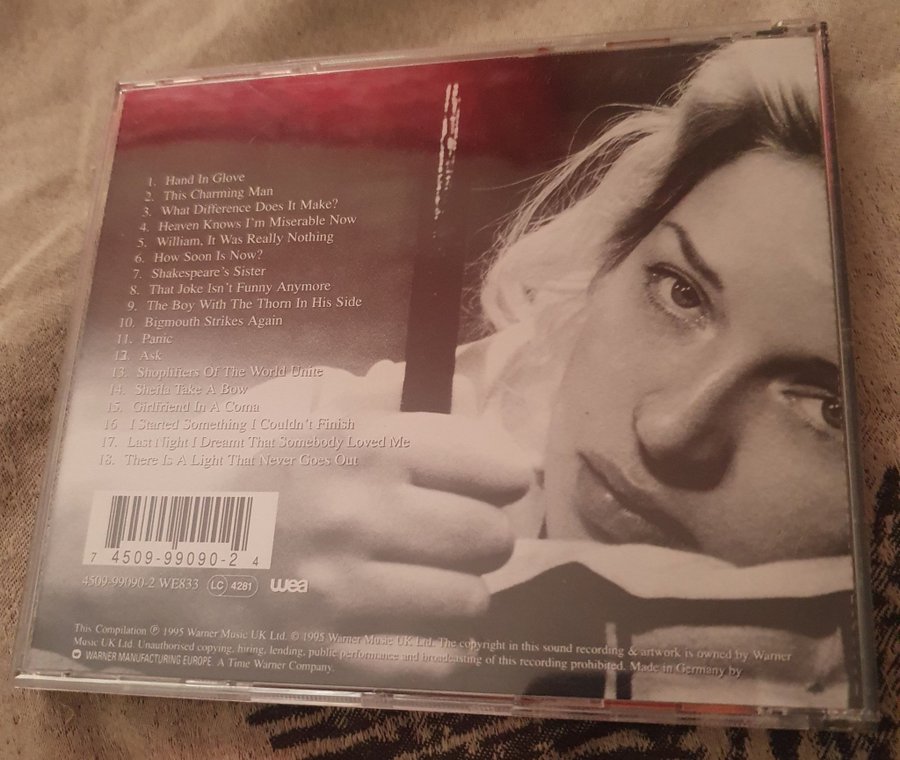 1. Hand In Glove
2. This Charming Man
3. What Difference Does It Make?
4. Heaven Knows I'm Miserable Now
5. William, It Was Really Nothing
6. How Soon Is Now?
7. Shakespeare's Sister
8. That Joke Isn't Funny Anymore
9. The Boy With The Thorn In His Side
10. Bigmouth Strikes Again
11. Panic
12. Ask
13. Shoplifters Of The World Unite
14. Sheila Take A Bow
15. Girlfriend In A Coma
16 I Started Something I Couldn't Finish
17. Last Night I Dreamt That Somebody Loved Me
18. There Is A Light That Never Goes Out
7 4509-99090-2 4
4509-99090-2 WE833 LC 4281 wea
This Compilation ℗ 1995 Warner Music UK Ltd. © 1995 Warner Music UK Ltd. The copyright in this sound recording & artwork is owned by Warner
Music UK Ltd. Unauthorised copying, hiring, lending, public performance and broadcasting of this recording prohibited. Made in Germany by
WARNER MANUFACTURING EUROPE. A Time Warner Company.